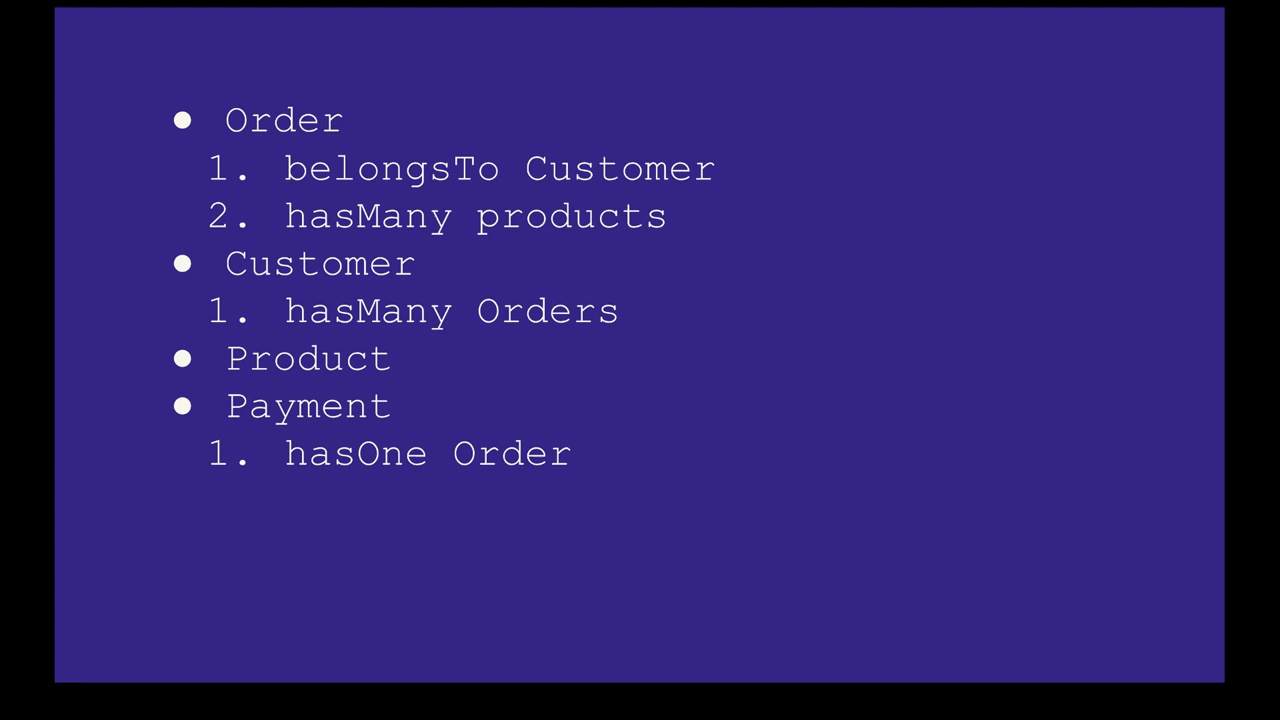 ● Order
1. belongsTo Customer
2. hasMany products
● Customer
1. hasMany Orders
● Product
● Payment
1. hasOne Order